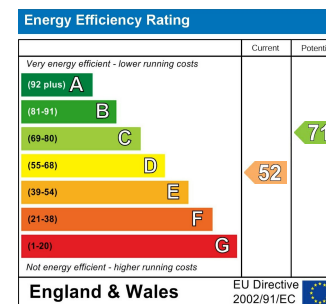 Energy Efficiency Rating
Current Potenti
Very energy efficient - lower running costs
(92 plus) A
(81-91) B
(69-80) C
71
(55-68) D
52
(39-54) E
(21-38) F
(1-20) G
Not energy efficient - higher running costs
England & Wales
EU Directive
2002/91/EC